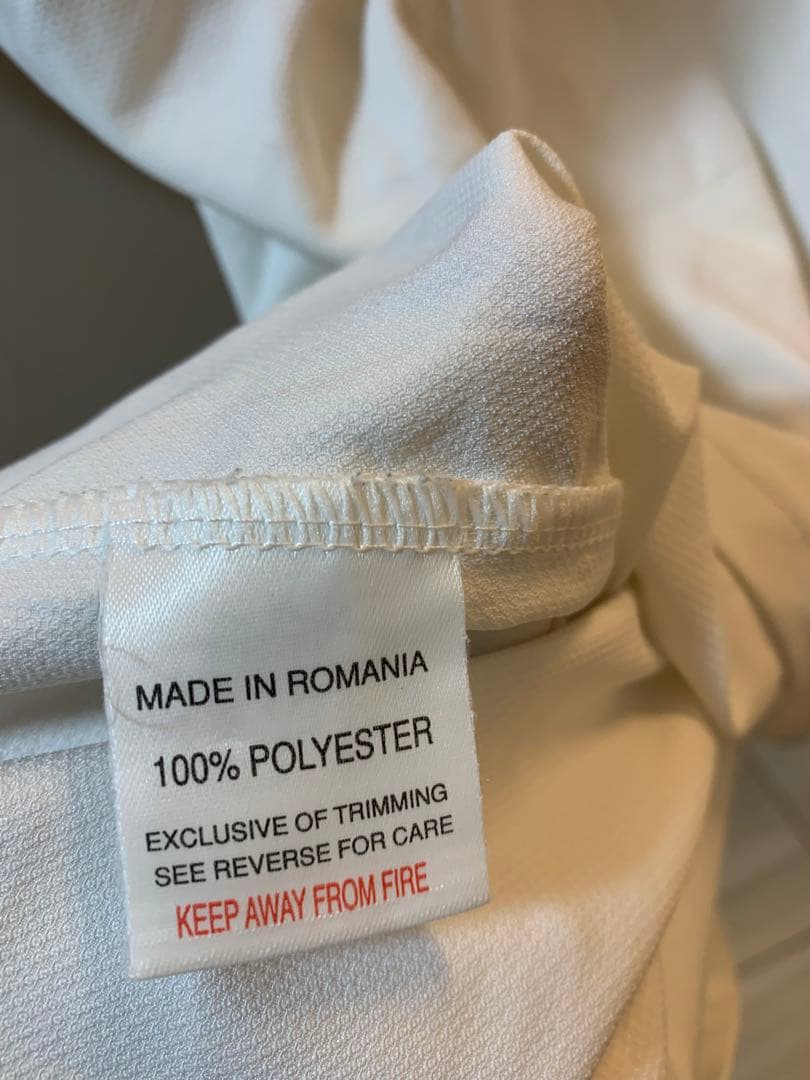 MADE IN ROMANIA
100% POLYESTER
EXCLUSIVE OF TRIMMING
SEE REVERSE FOR CARE
KEEP AWAY FROM FIRE